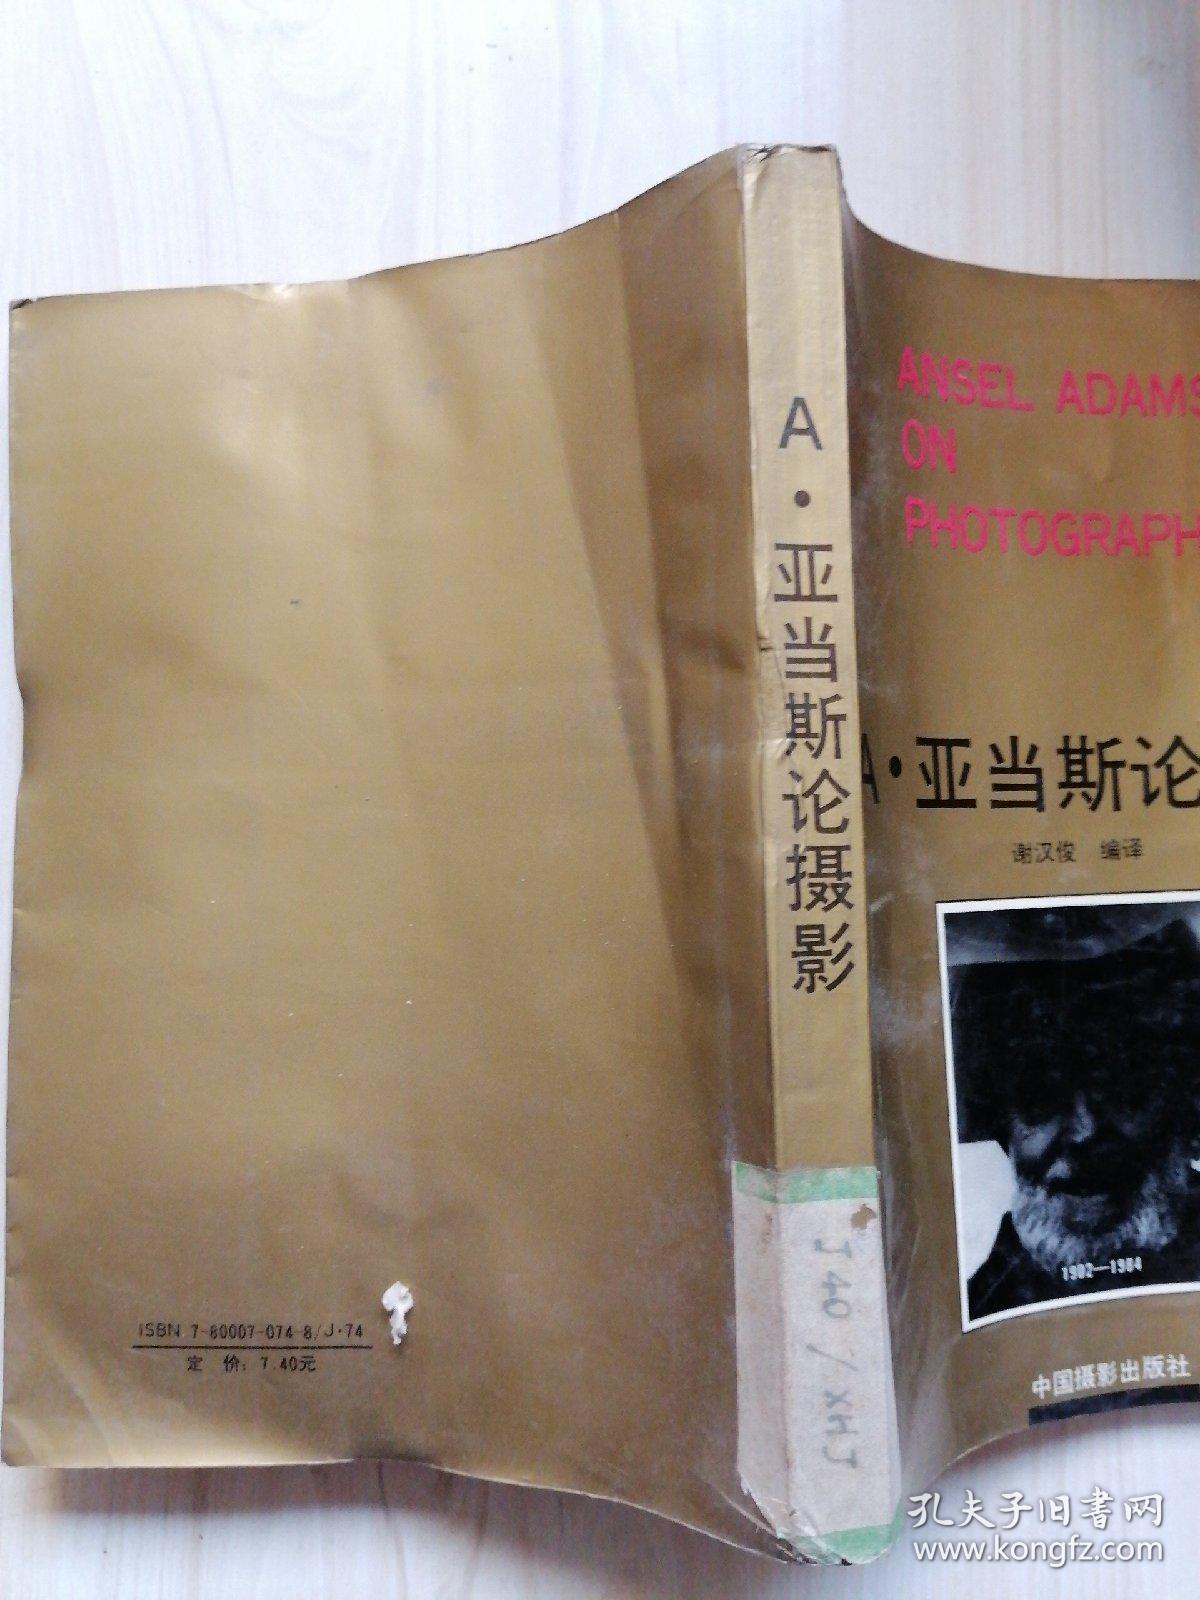 A·亚当斯论摄影
ANSEL ADAMS
ON
PHOTOGRAPH
A·亚当斯论
谢汉俊 编译
1902—1984
中国摄影出版社
ISBN 7-80007-074-8/J·74
定 价: 7.40元
J40/XHJ
孔夫子旧书网
www.kongfz.com